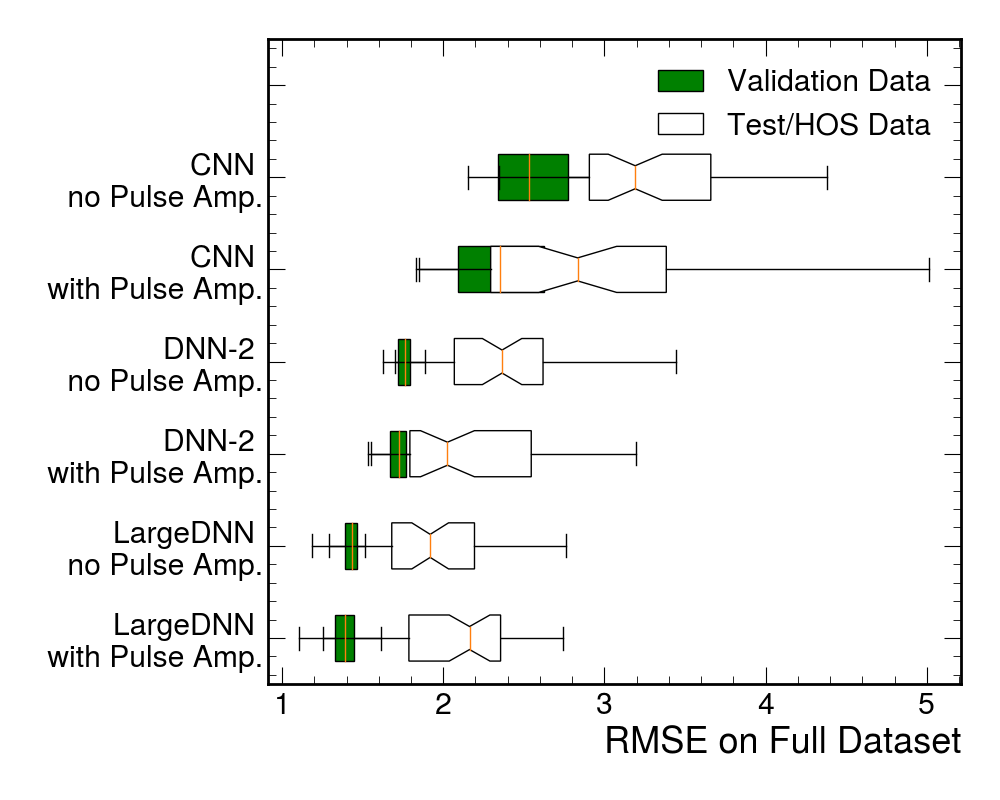 Validation Data
Test/HOS Data
CNN
no Pulse Amp.
CNN
with Pulse Amp.
DNN-2
no Pulse Amp.
DNN-2
with Pulse Amp.
LargeDNN
no Pulse Amp.
LargeDNN
with Pulse Amp.
1 2 3 4 5
RMSE on Full Dataset